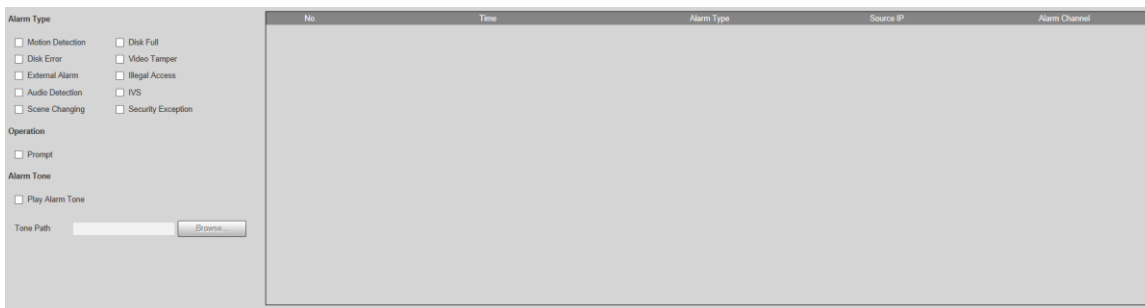 Alarm Type
Motion Detection Disk Full
Disk Error Video Tamper
External Alarm Illegal Access
Audio Detection IVS
Scene Changing Security Exception
Operation
Prompt
Alarm Tone
Play Alarm Tone
Tone Path Browse...
No. Time Alarm Type Source IP Alarm Channel